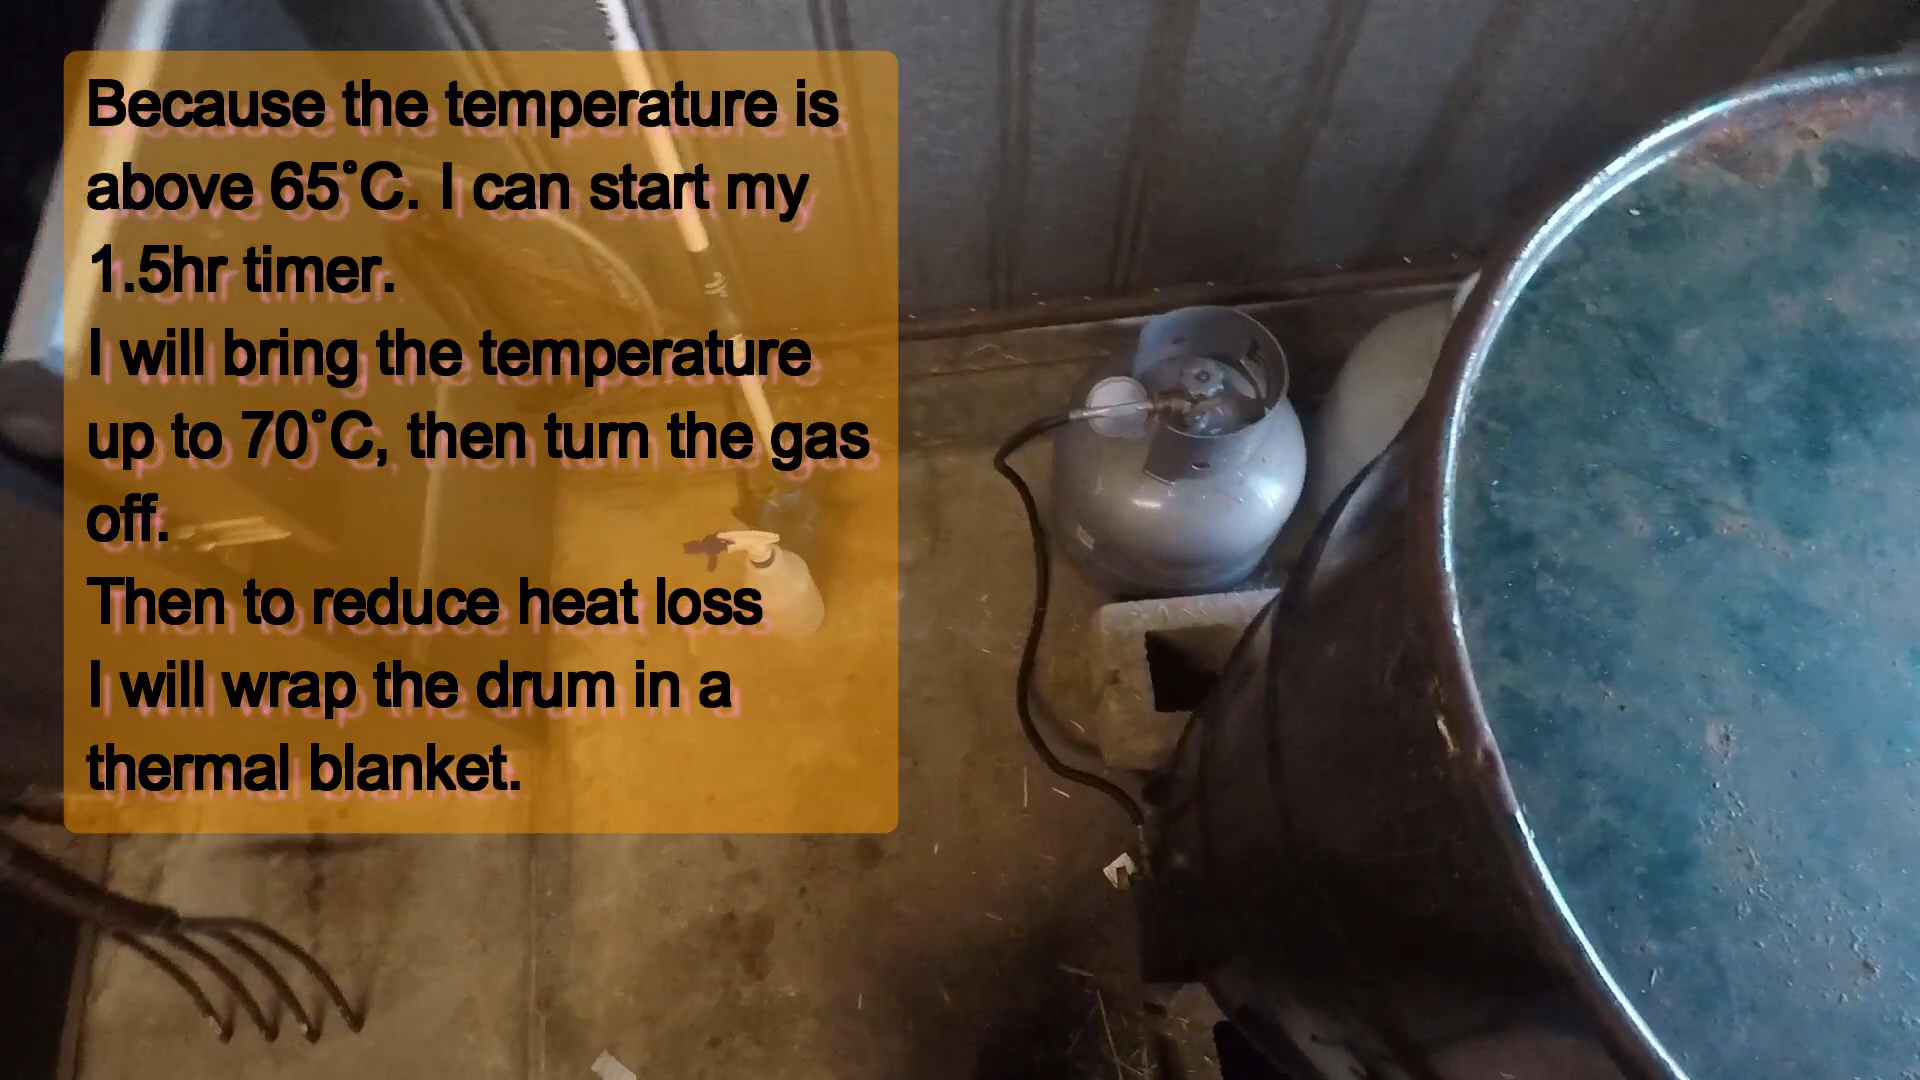 Because the temperature is
above 65°C. I can start my
1.5hr timer.
I will bring the temperature
up to 70°C, then turn the gas
off.
Then to reduce heat loss
I will wrap the drum in a
thermal blanket.